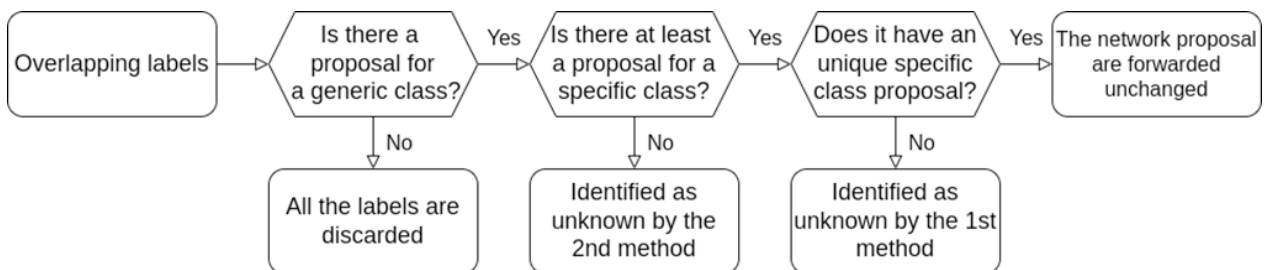 Overlapping labels
Is there a
proposal for
a generic class?
Yes
Is there at least
a proposal for a
specific class?
Yes
Does it have an
unique specific
class proposal?
Yes
The network proposal
are forwarded
unchanged
No
No
No
All the labels are
discarded
Identified as
unknown by the
2nd method
Identified as
unknown by the 1st
method